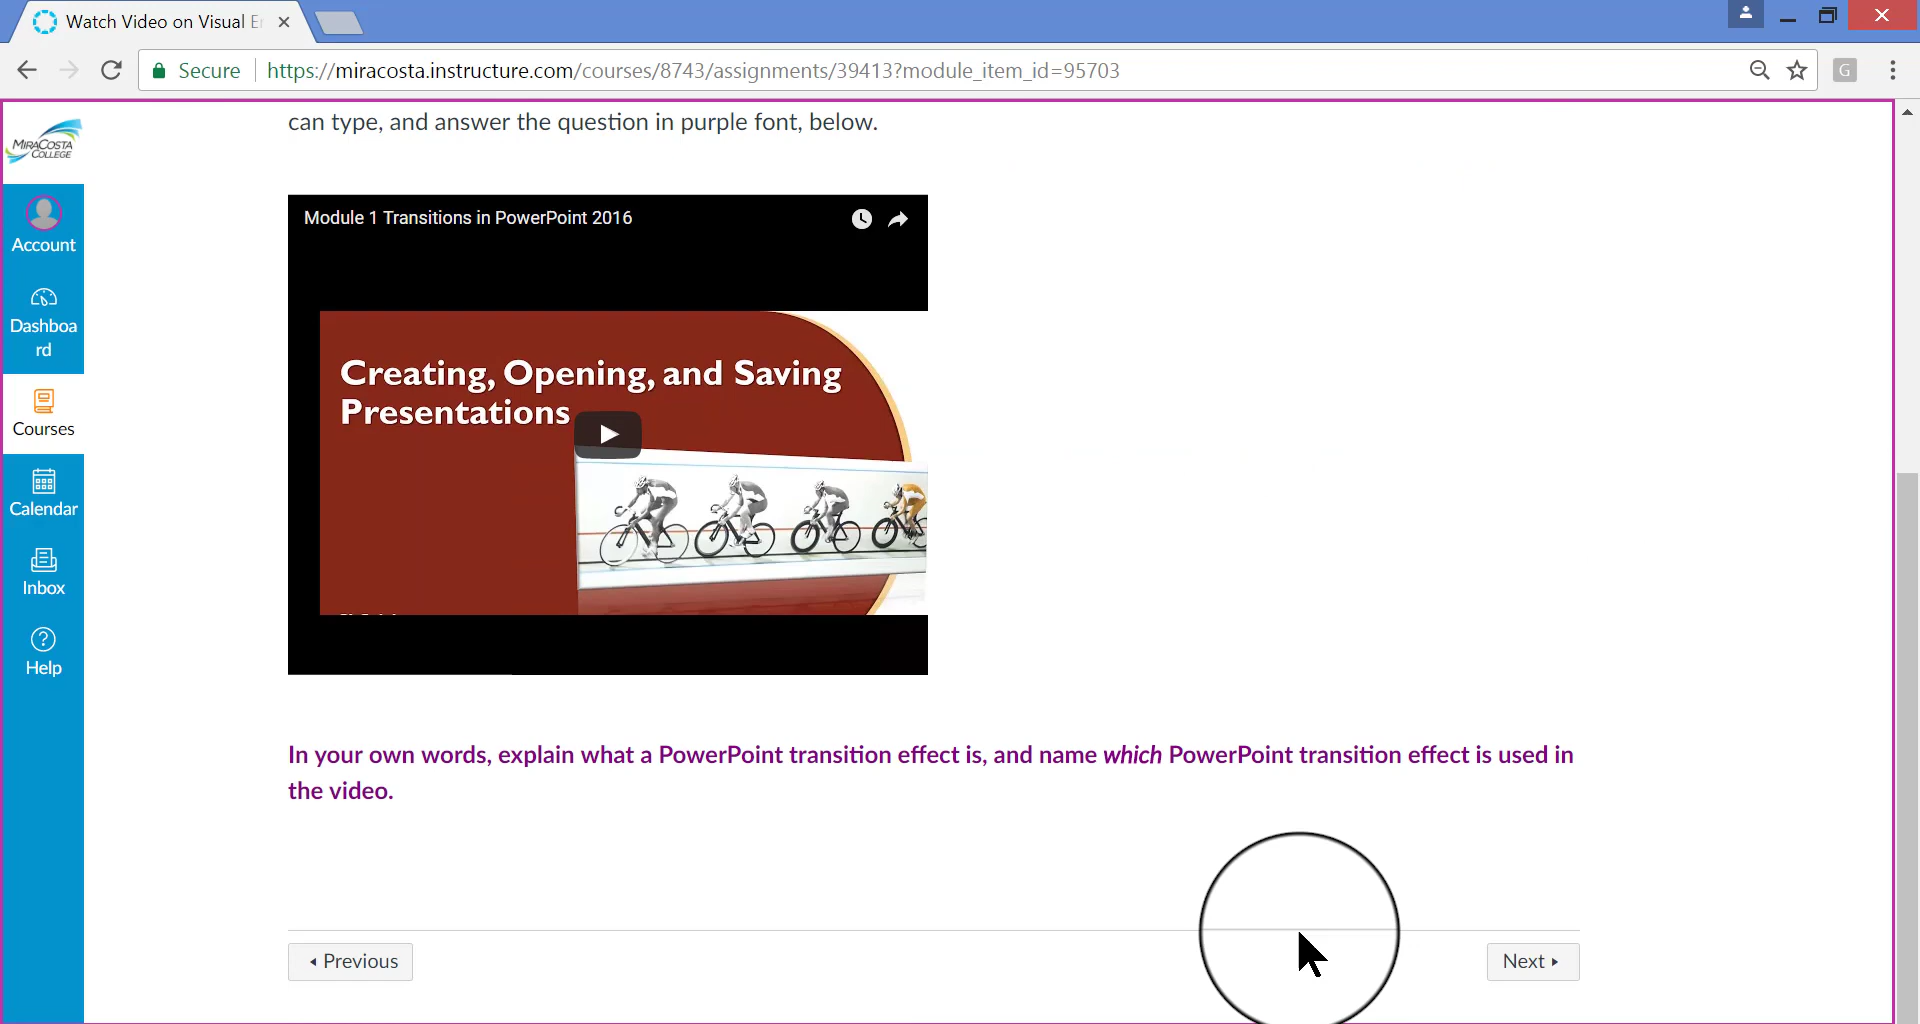 Watch Video on Visual E
Secure
https://miracosta.instructure.com/courses/8743/assignments/39413?module_item_id=95703
G
MIRACOSTA
COLLEGE
can type, and answer the question in purple font, below.
Account
Dashboa
rd
Courses
Calendar
Inbox
Help
Module 1 Transitions in PowerPoint 2016
Creating, Opening, and Saving
Presentations
In your own words, explain what a PowerPoint transition effect is, and name which PowerPoint transition effect is used in
the video.
Previous
Next